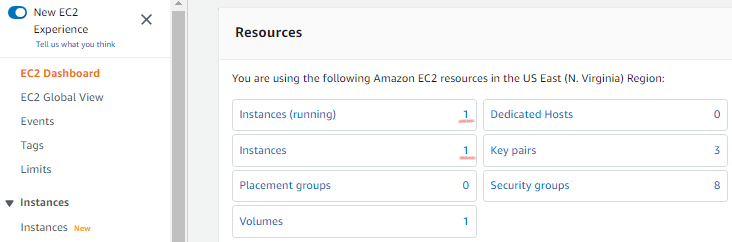 New EC2
Experience
Tell us what you think
EC2 Dashboard
EC2 Global View
Events
Tags
Limits
Instances
Instances New
Resources
You are using the following Amazon EC2 resources in the US East (N. Virginia) Region:
Instances (running) 1
Dedicated Hosts 0
Instances 1
Key pairs 3
Placement groups 0
Security groups 8
Volumes 1